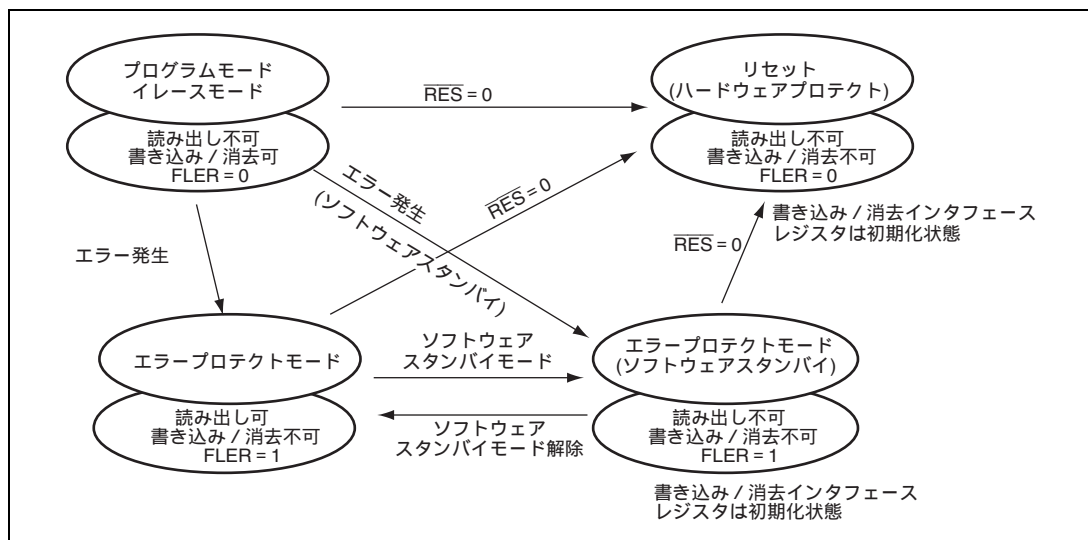 プログラムモード
イレースモード
読み出し不可
書き込み / 消去可
FLER = 0
RES = 0
リセット
(ハードウェアプロテクト)
読み出し不可
書き込み / 消去不可
FLER = 0
書き込み / 消去インタフェース
レジスタは初期化状態
エラー発生
エラー発生
(ソフトウェアスタンバイ)
RES = 0
RES = 0
エラープロテクトモード
読み出し可
書き込み / 消去不可
FLER = 1
ソフトウェア
スタンバイモード
ソフトウェア
スタンバイモード解除
エラープロテクトモード
(ソフトウェアスタンバイ)
読み出し不可
書き込み / 消去不可
FLER = 1
書き込み / 消去インタフェース
レジスタは初期化状態